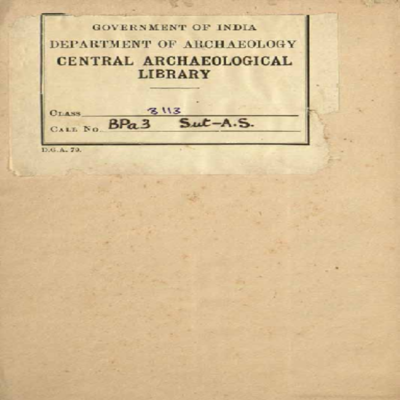 GOVERNMENT OF INDIA
DEPARTMENT OF ARCHAEOLOGY
CENTRAL ARCHAEOLOGICAL
LIBRARY
CLASS 3113
CALL No. BPa3 Sut-A.S.
D.G.A. 79.